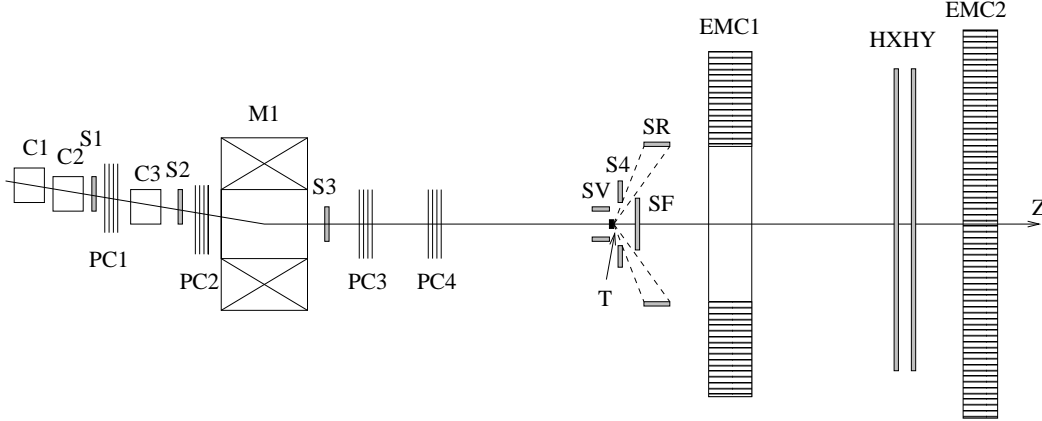 EMC2
EMC1
HXHY
M1
SR
S1
C1
C2
C3
S2
S4
SV
SF
S3
Z
PC1
PC2
PC3
PC4
T